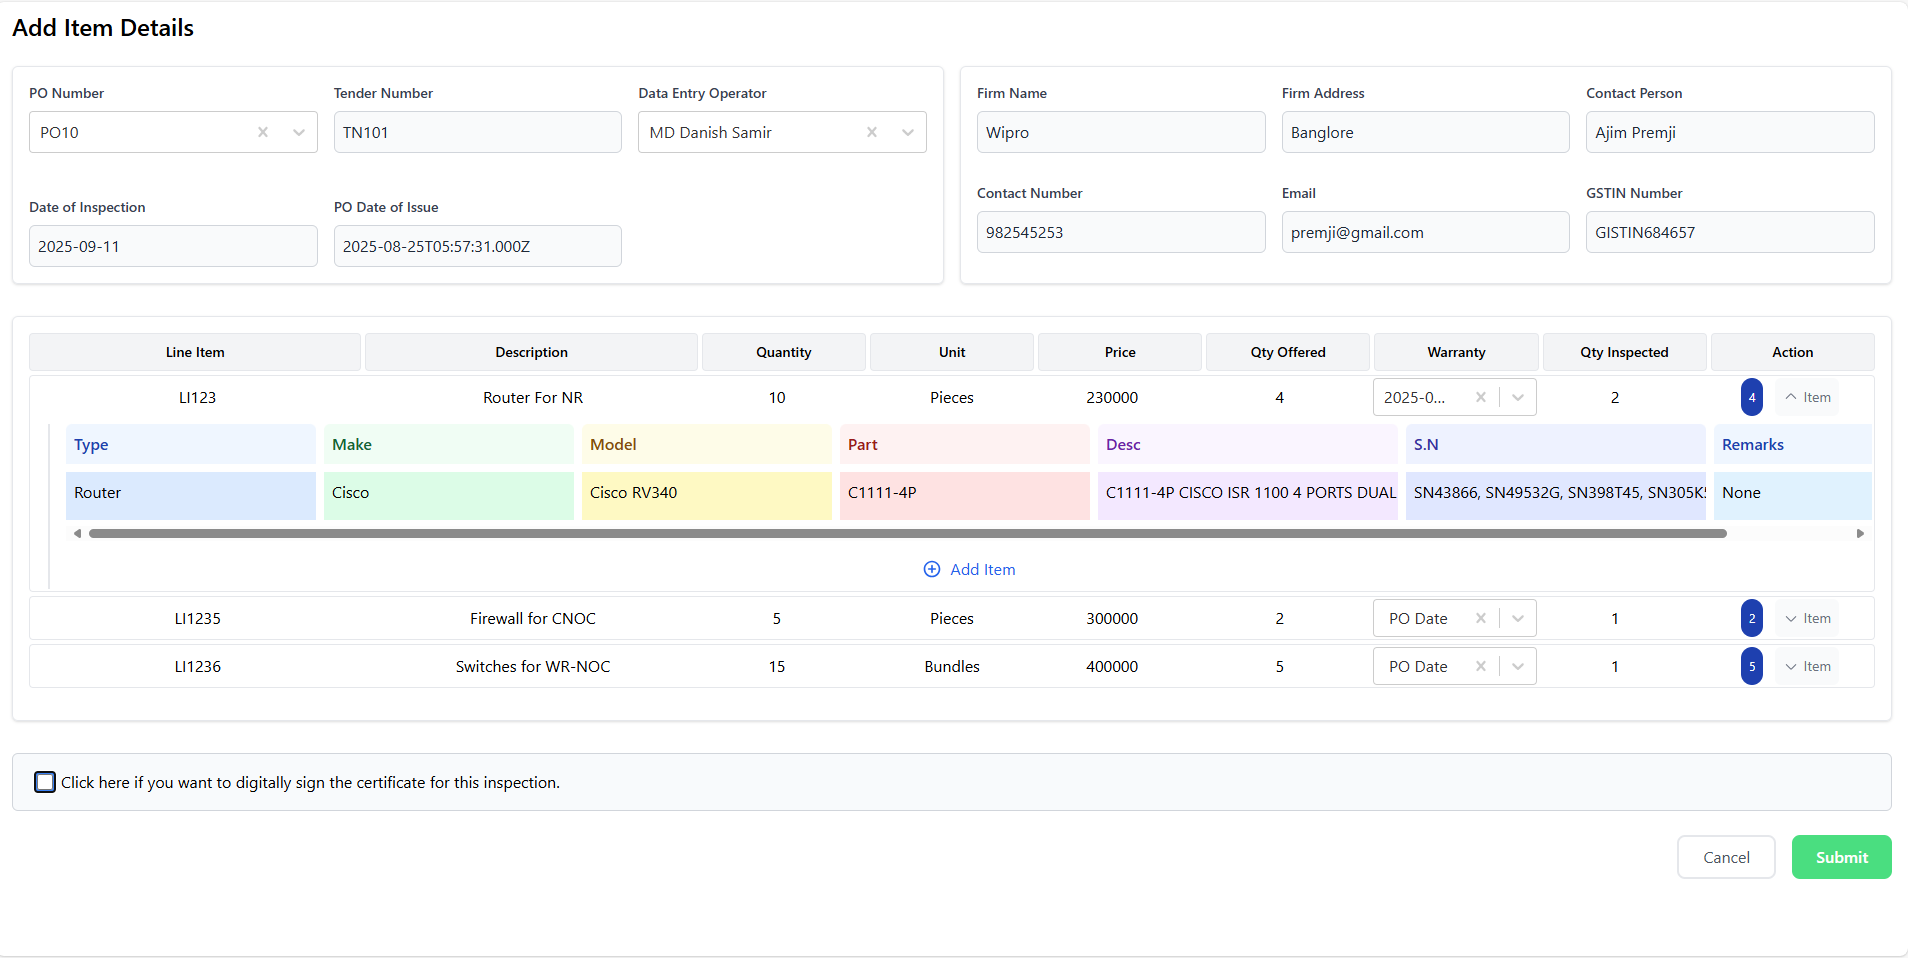 Add Item Details
PO Number Tender Number Data Entry Operator
PO10 TN101 MD Danish Samir
Date of Inspection PO Date of Issue
2025-09-11 2025-08-25T05:57:31.000Z
Firm Name Firm Address Contact Person
Wipro Banglore Ajim Premji
Contact Number Email GSTIN Number
982545253 premji@gmail.com GISTIN684657
Line Item Description Quantity Unit Price Qty Offered Warranty Qty Inspected Action
LI123 Router For NR 10 Pieces 230000 4 2025-0... 2 4 Item
Type Make Model Part Desc S.N Remarks
Router Cisco Cisco RV340 C1111-4P C1111-4P CISCO ISR 1100 4 PORTS DUAL SN43866, SN49532G, SN398T45, SN305K None
Add Item
LI1235 Firewall for CNOC 5 Pieces 300000 2 PO Date 1 2 Item
LI1236 Switches for WR-NOC 15 Bundles 400000 5 PO Date 1 5 Item
Click here if you want to digitally sign the certificate for this inspection.
Cancel Submit